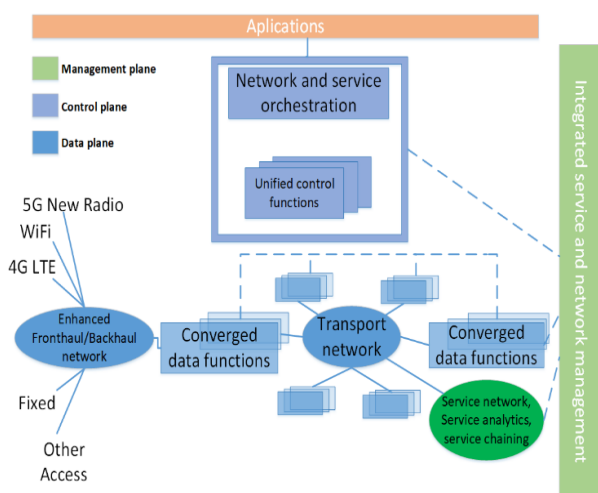 Aplications
Management plane
Control plane
Data plane
Network and service
orchestration
Unified control
functions
5G New Radio
WiFi
4G LTE
Enhanced
Fronthaul/Backhaul
network
Converged
data functions
Transport
network
Converged
data functions
Fixed
Other
Access
Service network,
Service analytics,
service chaining
Integrated service and network management